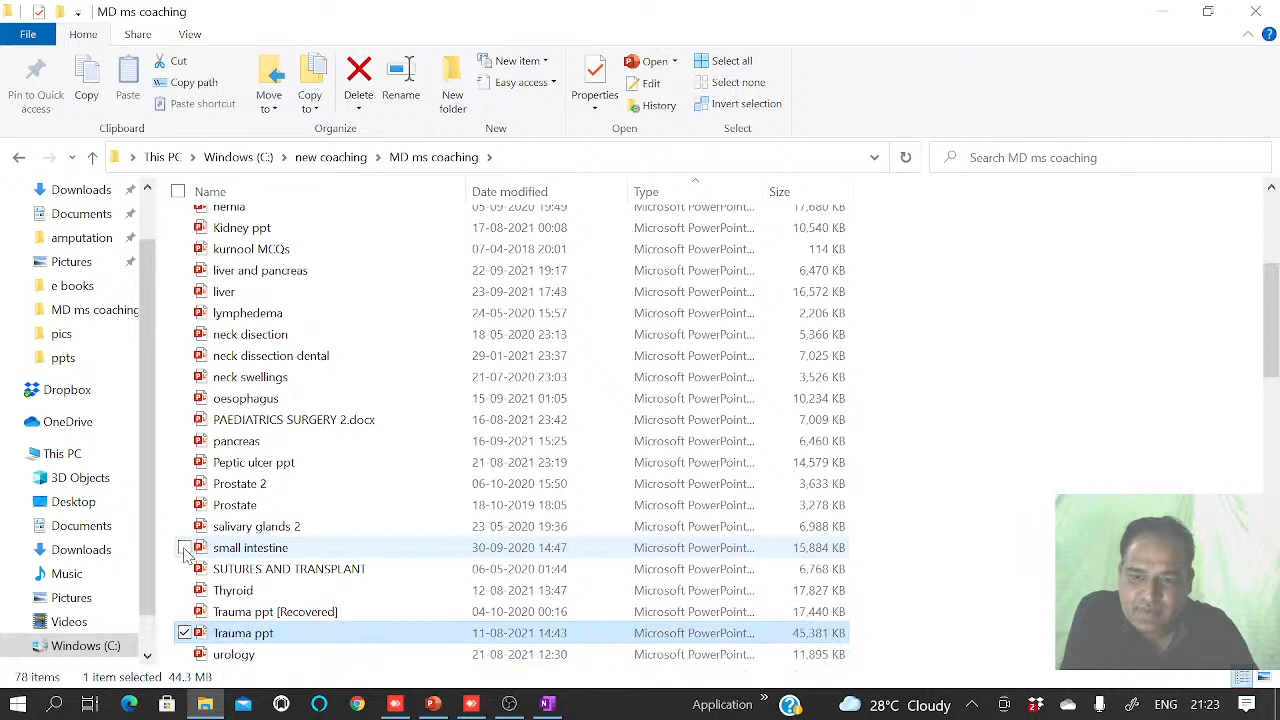 MD ms coaching
File Home Share View
Pin to Quick access
Copy
Paste
Cut
Copy path
Paste shortcut
Clipboard
Move to
Copy to
Delete
Rename
Organize
New folder
New item
Easy access
New
Properties
Open
Edit
History
Open
Select all
Select none
Invert selection
Select
This PC > Windows (C:) > new coaching > MD ms coaching >
Search MD ms coaching
Downloads
Documents
amputation
Pictures
e books
MD ms coaching
pics
ppts
Dropbox
OneDrive
This PC
3D Objects
Desktop
Documents
Downloads
Music
Pictures
Videos
Windows (C:)
Name Date modified Type Size
hernia 05-09-2020 19:49 Microsoft PowerPoint... 17,680 KB
Kidney ppt 17-08-2021 00:08 Microsoft PowerPoint... 10,540 KB
kurnool MCQs 07-04-2018 20:01 Microsoft PowerPoint... 114 KB
liver and pancreas 22-09-2021 19:17 Microsoft PowerPoint... 6,470 KB
liver 23-09-2021 17:43 Microsoft PowerPoint... 16,572 KB
lymphedema 24-05-2020 15:57 Microsoft PowerPoint... 2,206 KB
neck disection 18-05-2020 23:13 Microsoft PowerPoint... 5,366 KB
neck dissection dental 29-01-2021 23:37 Microsoft PowerPoint... 7,025 KB
neck swellings 21-07-2020 23:03 Microsoft PowerPoint... 3,526 KB
oesophagus 15-09-2021 01:05 Microsoft PowerPoint... 10,234 KB
PAEDIATRICS SURGERY 2.docx 16-08-2021 23:42 Microsoft PowerPoint... 7,009 KB
pancreas 16-09-2021 15:25 Microsoft PowerPoint... 6,460 KB
Peptic ulcer ppt 21-08-2021 23:19 Microsoft PowerPoint... 14,579 KB
Prostate 2 06-10-2020 15:50 Microsoft PowerPoint... 3,633 KB
Prostate 18-10-2019 18:05 Microsoft PowerPoint... 3,278 KB
salivary glands 2 23-05-2020 19:36 Microsoft PowerPoint... 6,988 KB
small intestine 30-09-2020 14:47 Microsoft PowerPoint... 15,884 KB
SUTURES AND TRANSPLANT 06-05-2020 01:44 Microsoft PowerPoint... 6,768 KB
Thyroid 12-08-2021 13:47 Microsoft PowerPoint... 17,827 KB
Trauma ppt [Recovered] 04-10-2020 00:16 Microsoft PowerPoint... 17,440 KB
Trauma ppt 11-08-2021 14:43 Microsoft PowerPoint... 45,381 KB
urology 21-08-2021 12:30 Microsoft PowerPoint... 11,895 KB
78 items 1 item selected 44.3 MB
Application » 28°C Cloudy ENG 21:23